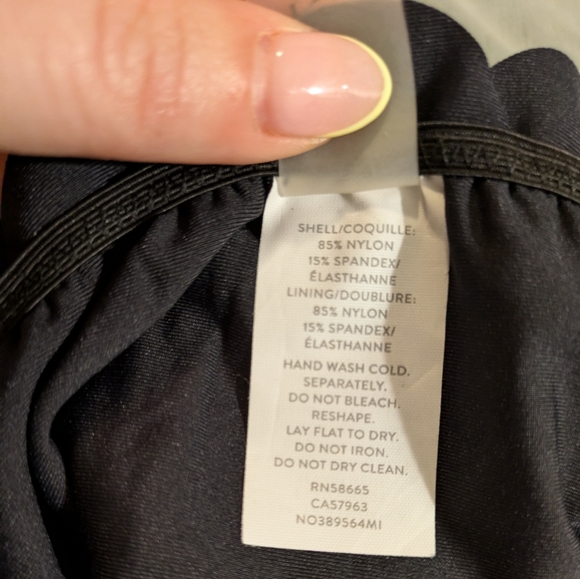 SHELL/COQUILLE:
85% NYLON
15% SPANDEX/
ÉLASTHANNE
LINING/DOUBLURE:
85% NYLON
15% SPANDEX/
ÉLASTHANNE
HAND WASH COLD.
SEPARATELY.
DO NOT BLEACH.
RESHAPE.
LAY FLAT TO DRY.
DO NOT IRON.
DO NOT DRY CLEAN.
RN58665
CA57963
NO389564MI